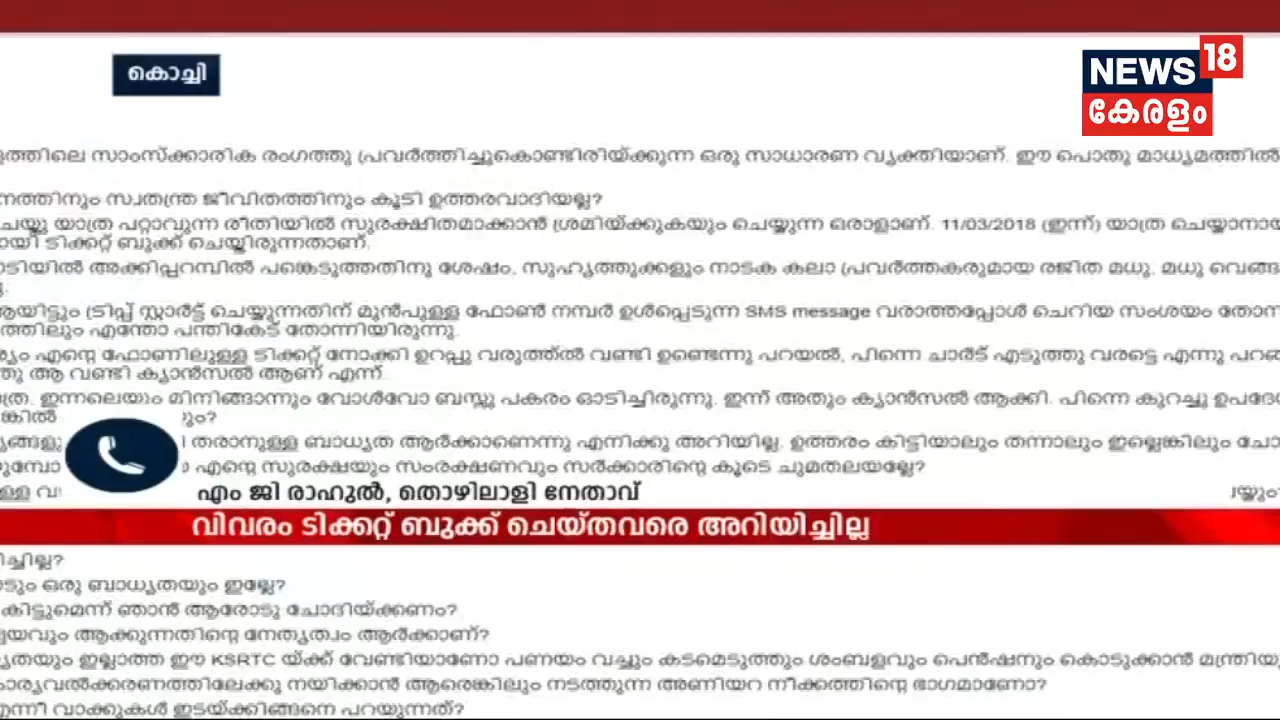 കൊച്ചി
NEWS 18
കേരളം
ത്തിലെ സാംസ്ക്കാരിക രംഗത്തു പ്രവർത്തിച്ചുകൊണ്ടിരിയ്ക്കുന്ന ഒരു സാധാരണ വ്യക്തിയാണ്. ഈ പൊതു മാധ്യമത്തിൽ
നത്തിനും സ്വതന്ത്ര ജീവിതത്തിനും കൂടി ഉത്തരവാദിയല്ലേ?
ചെയ്തു യാത്ര പറ്റാവുന്ന രീതിയിൽ സുരക്ഷിതമാക്കാൻ ശ്രമിയ്ക്കുകയും ചെയ്യുന്ന ഒരാളാണ്. 11/03/2018 (ഇന്ന്) യാത്ര ചെയ്യാനായ
ായി ടിക്കറ്റ് ബുക്ക് ചെയ്തിരുന്നതാണ്.
ാടിയിൽ അക്കിപ്പറമ്പിൽ പങ്കെടുത്തതിനു ശേഷം, സുഹൃത്തുക്കളും നാടക കലാ പ്രവർത്തകരുമായ രജിത മധു, മധു വെങ്ങ
ആയിട്ടും ട്രിപ്പ് സ്റ്റാർട്ട് ചെയ്യുന്നതിന് മുൻപുള്ള ഫോൺ നമ്പർ ഉൾപ്പെടുന്ന SMS message വരാത്തപ്പോൾ ചെറിയ സംശയം തോന
ത്തിലും എന്തോ പന്തികേട് തോന്നിയിരുന്നു.
ശ്യം എന്റെ ഫോണിലുള്ള ടിക്കറ്റ് നോക്കി ഉറപ്പു വരുത്ത്ൽ വണ്ടി ഉണ്ടെന്നു പറയൽ, പിന്നെ ചാർട് എടുത്തു വരട്ടെ എന്നു പറഞ
തു ആ വണ്ടി ക്യാൻസൽ ആണ് എന്ന്.
ത്ര. ഇന്നലെയും മിനിങ്ങാന്നും വോൾവോ ബസ്സു പകരം ഓടിച്ചിരുന്നു. ഇന്ന് അതും ക്യാൻസൽ ആക്കി. പിന്നെ കുറച്ചു ഉപദേ
ങ്കിൽ ും?
്യങ്ങളു തരാനുള്ള ബാധ്യത ആർക്കാണെന്നു എനിക്കു അറിയില്ല. ഉത്തരം കിട്ടിയാലും തന്നാലും ഇല്ലെങ്കിലും ചോ
ുമ്പോ എന്റെ സുരക്ഷയും സംരക്ഷണവും സർക്കാരിന്റെ കൂടെ ചുമതലയല്ലേ?
എം ജി രാഹുൽ, തൊഴിലാളി നേതാവ്
വിവരം ടിക്കറ്റ് ബുക്ക് ചെയ്തവരെ അറിയിച്ചില്ല
ിച്ചില്ല?
ടും ഒരു ബാധ്യതയും ഇല്ലേ?
കിട്ടുമെന്ന് ഞാൻ ആരോടു ചോദിയ്ക്കണം?
യവും ആക്കുന്നതിന്റെ നേതൃത്വം ആർക്കാണ്?
ൃതയും ഇല്ലാത്ത ഈ KSRTC യ്ക്ക് വേണ്ടിയാണോ പണയം വച്ചും കടമെടുത്തും ശംബളവും പെൻഷനും കൊടുക്കാൻ മന്ത്രിയ
കാര്യവൽക്കരണത്തിലേക്കു നയിക്കാൻ ആരെങ്കിലും നടത്തുന്ന അണിയറ നീക്കത്തിന്റെ ഭാഗമാണോ?
എന്നീ വാക്കുകൾ ഇടയ്ക്കിങ്ങനെ പറയുന്നത്?